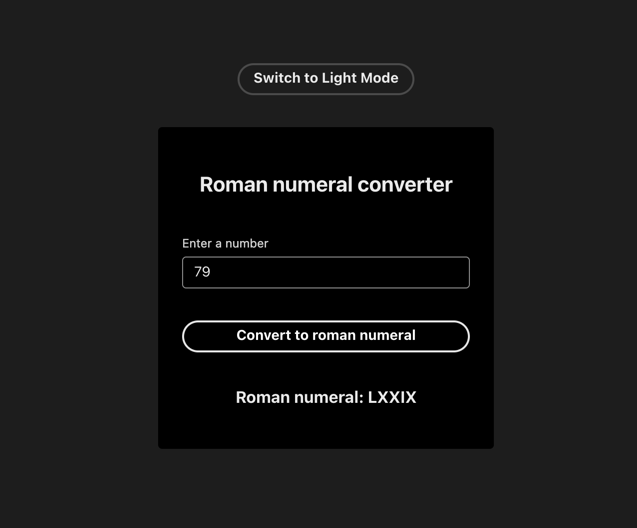 Switch to Light Mode
Roman numeral converter
Enter a number
79
Convert to roman numeral
Roman numeral: LXXIX